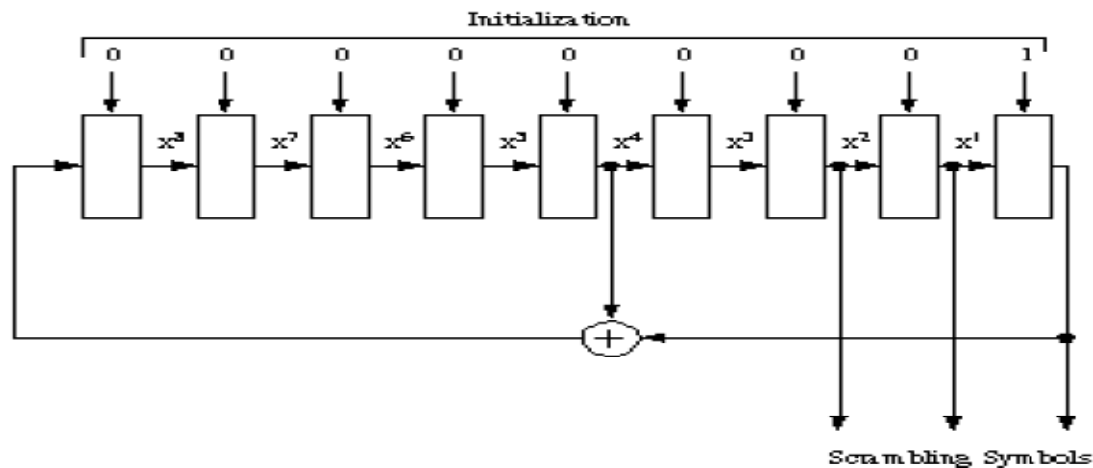 Initialization
0 0 0 0 0 0 0 0 1
x⁸ x⁷ x⁶ x⁵ x⁴ x³ x² x¹
+
Scrambling Symbols